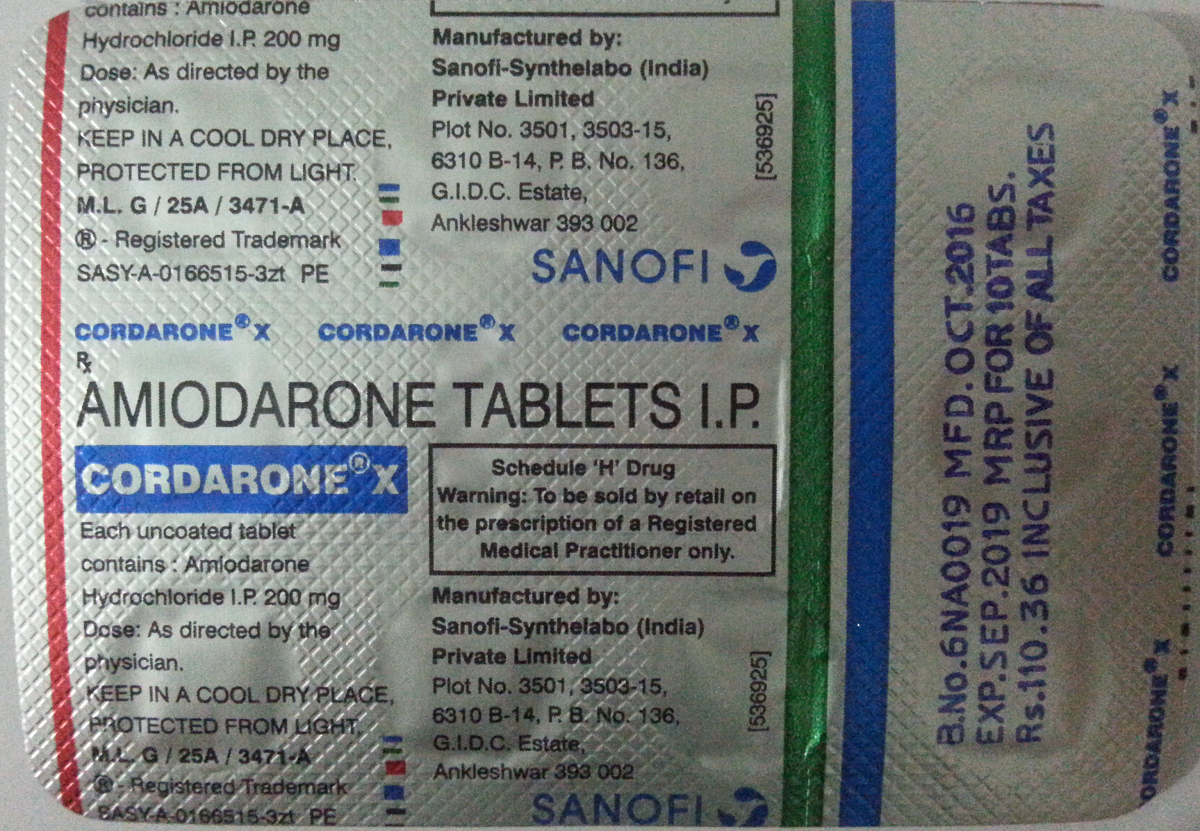 contains : Amiodarone
Hydrochloride I.P. 200 mg
Dose: As directed by the
physician.
KEEP IN A COOL DRY PLACE,
PROTECTED FROM LIGHT.
M.L. G / 25A / 3471-A
® - Registered Trademark
SASY-A-0166515-3zt PE
Manufactured by:
Sanofi-Synthelabo (India)
Private Limited
Plot No. 3501, 3503-15,
6310 B-14, P. B. No. 136,
G.I.D.C. Estate,
Ankleshwar 393 002
[536925]
SANOFI
CORDARONE® X CORDARONE® X CORDARONE® X
Rx
AMIODARONE TABLETS I.P.
CORDARONE® X
Each uncoated tablet
contains : Amiodarone
Hydrochloride I.P. 200 mg
Dose: As directed by the
physician.
KEEP IN A COOL DRY PLACE,
PROTECTED FROM LIGHT.
M.L. G / 25A / 3471-A
® - Registered Trademark
SASY-A-0166515-3zt PE
Schedule 'H' Drug
Warning: To be sold by retail on
the prescription of a Registered
Medical Practitioner only.
Manufactured by:
Sanofi-Synthelabo (India)
Private Limited
Plot No. 3501, 3503-15,
6310 B-14, P. B. No. 136,
G.I.D.C. Estate,
Ankleshwar 393 002
[536925]
SANOFI
B.No.6NA0019 MFD.OCT.2016
EXP.SEP.2019 MRP FOR 10TABS.
Rs.110.36 INCLUSIVE OF ALL TAXES
CORDARONE® X
CORDARONE® X
ORDARONE® X